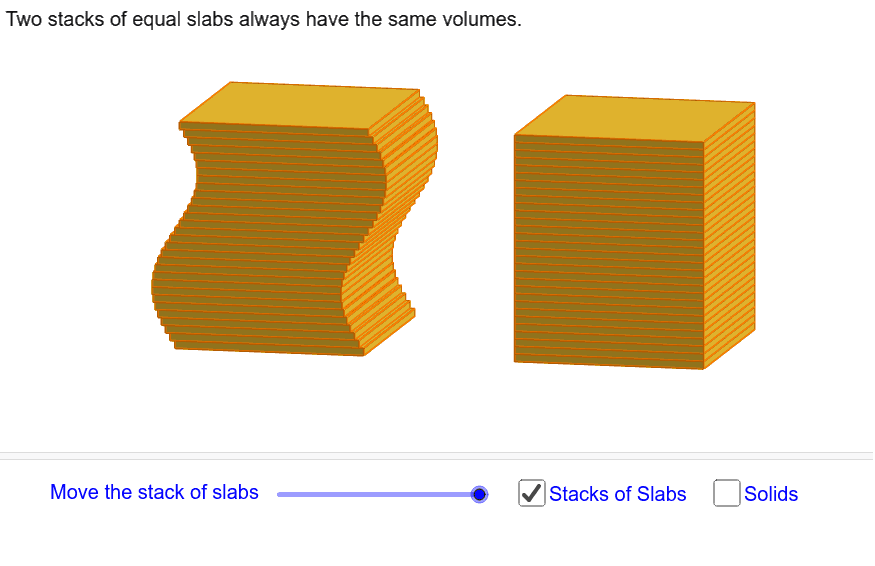 Two stacks of equal slabs always have the same volumes.
Move the stack of slabs
Stacks of Slabs
Solids